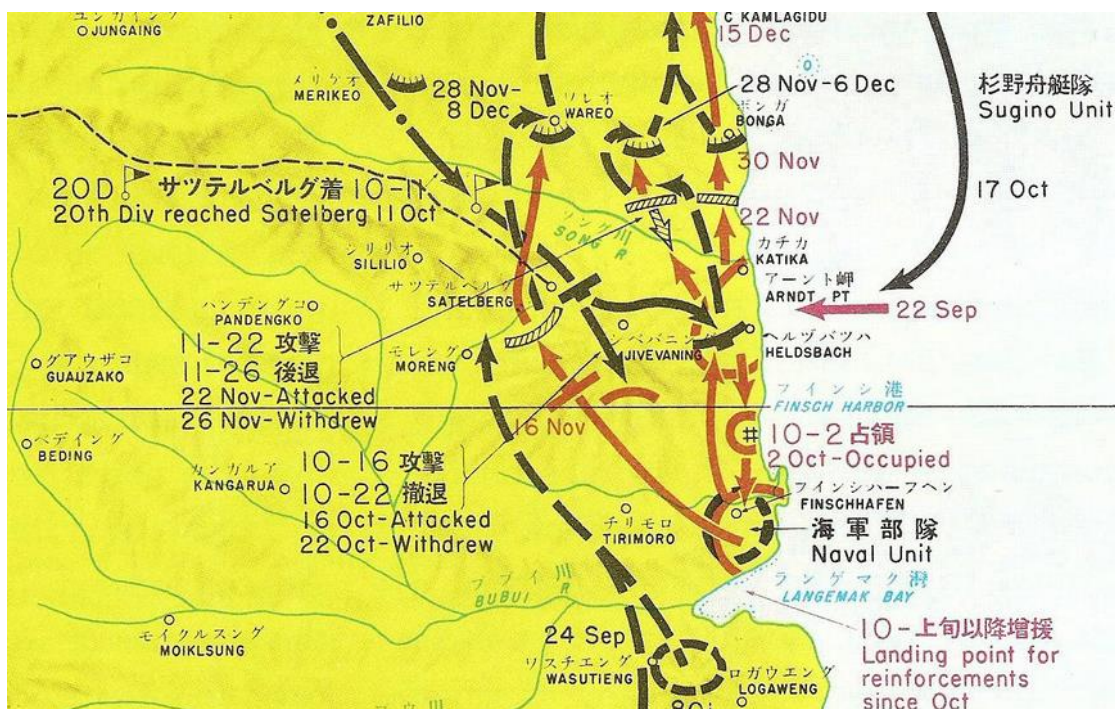 エンガイング
JUNGAING
ZAFILIO
C KAMLAGIDU
15 Dec
メリケオ
MERIKEO
28 Nov-
8 Dec
ワレオ
WAREO
28 Nov-6 Dec
ボンガ
BONGA
杉野舟艇隊
Sugino Unit
30 Nov
17 Oct
20D サツテルベルグ着 10-11
20th Div reached Satelberg 11 Oct
ソング川
SONG R
22 Nov
カチカ
KATIKA
シリリオ
SILILIO
サツテルベルグ
SATELBERG
アーント岬
ARNDT PT
22 Sep
パンデングコ
PANDENGKO
11-22 攻撃
11-26 後退
22 Nov-Attacked
26 Nov-Withdrew
モレング
MORENG
JIVEVANING
ヘルヅバツハ
HELDSBACH
グアウザコ
GUAUZAKO
フインシ港
FINSCH HARBOR
16 Nov
10-2 占領
2 Oct-Occupied
ベデイング
BEDING
カンガルア
KANGARUA
10-16 攻撃
10-22 撤退
16 Oct-Attacked
22 Oct-Withdrew
フインシハーフヘン
FINSCHHAFEN
チリモロ
TIRIMORO
海軍部隊
Naval Unit
ブブイ川
BUBUI R
ランゲマク湾
LANGEMAK BAY
モイクルスング
MOIKLSUNG
24 Sep
ワスチエング
WASUTIENG
ロガウエング
LOGAWENG
10-上旬以降增援
Landing point for
reinforcements
since Oct
80i